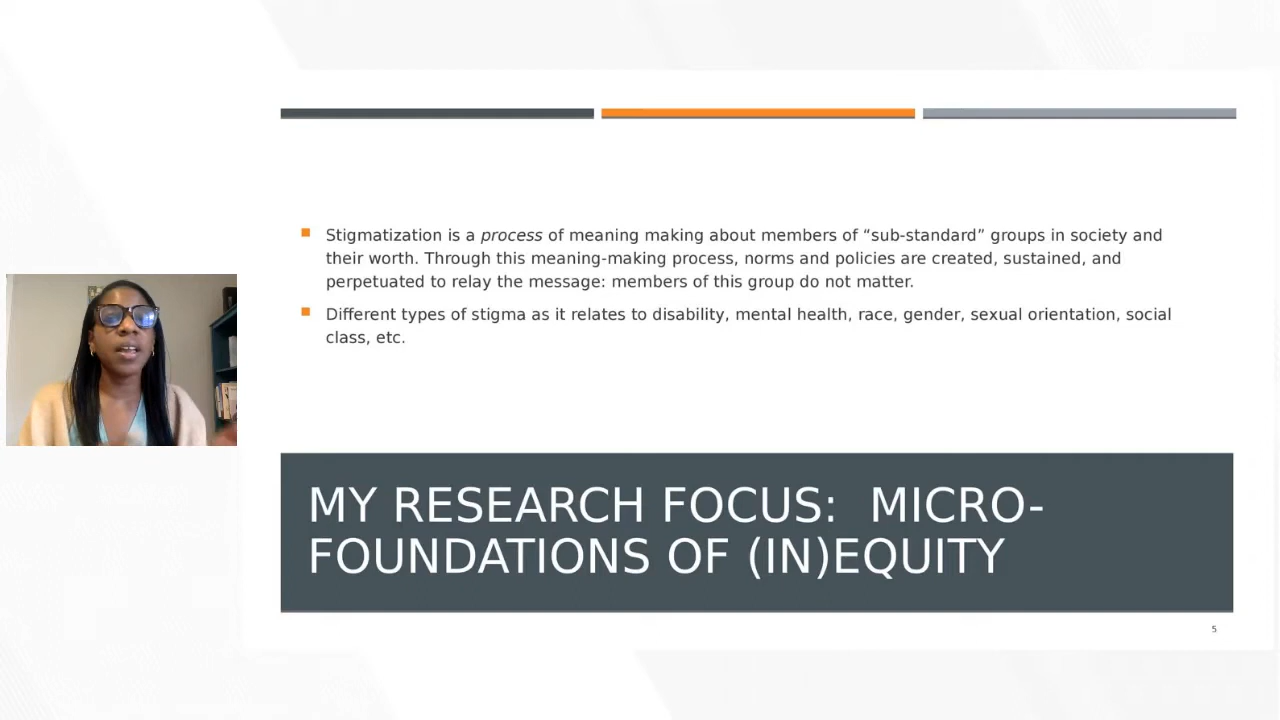 Stigmatization is a process of meaning making about members of “sub-standard” groups in society and
their worth. Through this meaning-making process, norms and policies are created, sustained, and
perpetuated to relay the message: members of this group do not matter.
Different types of stigma as it relates to disability, mental health, race, gender, sexual orientation, social
class, etc.
MY RESEARCH FOCUS:  MICRO-
FOUNDATIONS OF (IN)EQUITY
5